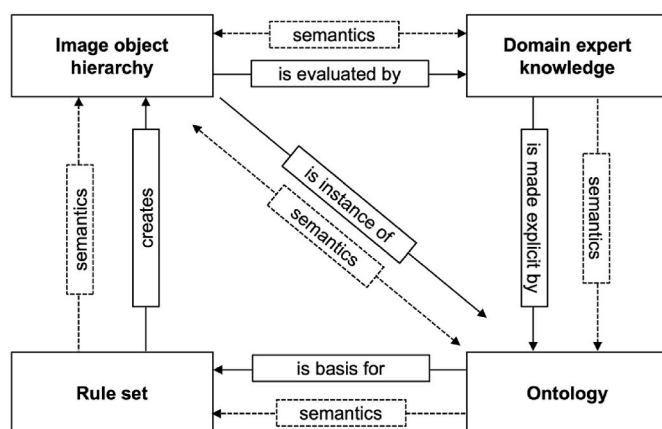 Image object
hierarchy
semantics
is evaluated by
Domain expert
knowledge
semantics
creates
is instance of
semantics
is made explicit by
semantics
Rule set
is basis for
semantics
Ontology